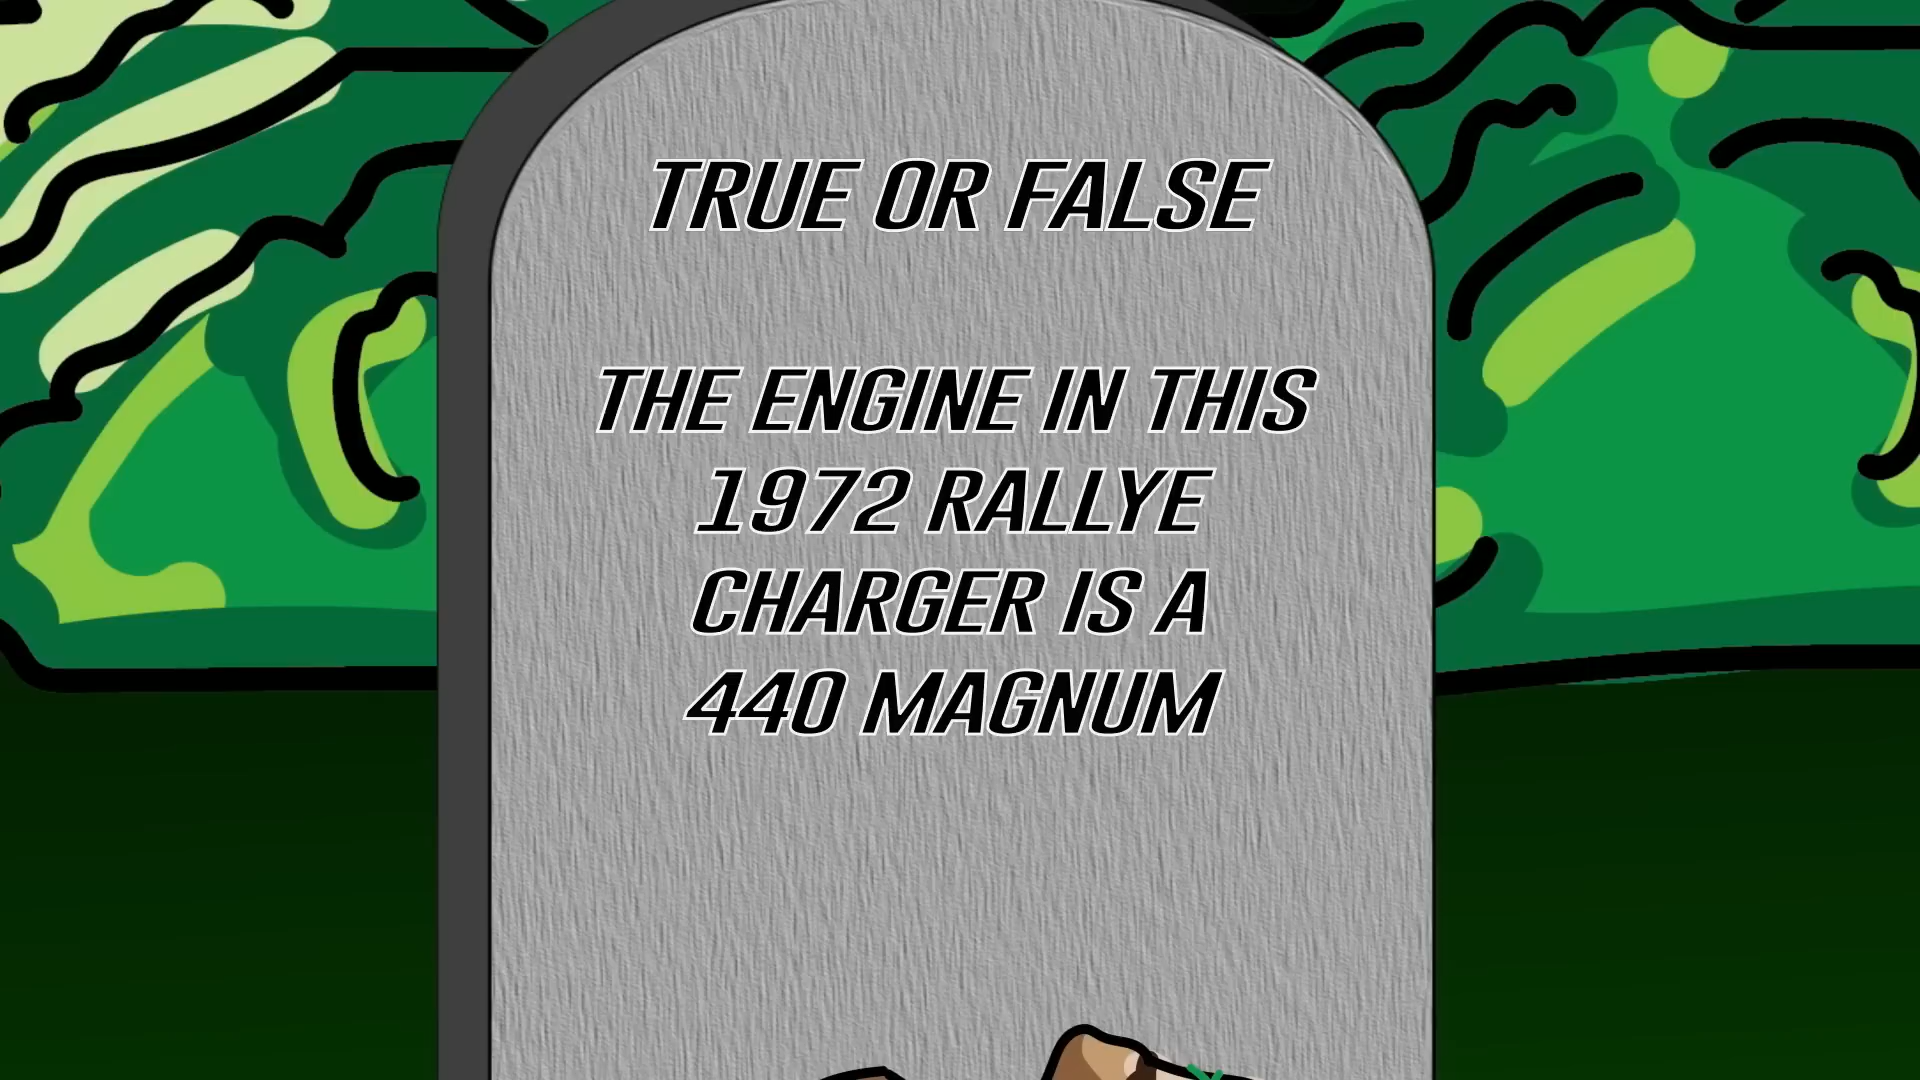 TRUE OR FALSE
THE ENGINE IN THIS
1972 RALLYE
CHARGER IS A
440 MAGNUM